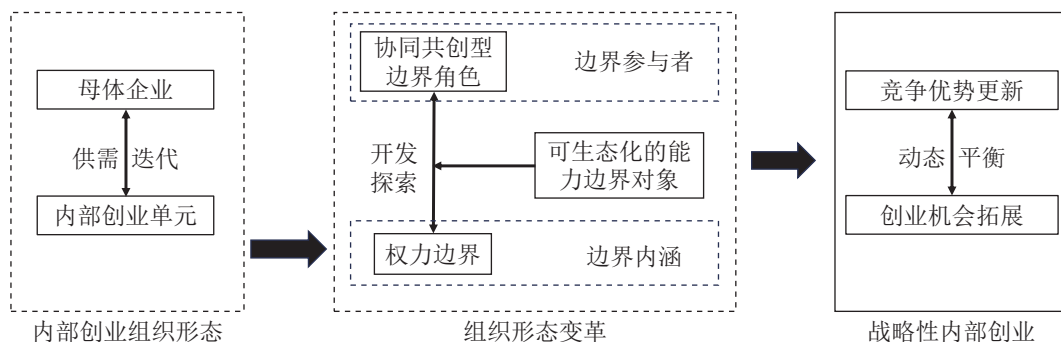 母体企业
供需 迭代
内部创业单元
内部创业组织形态
协同共创型
边界角色
边界参与者
开发
探索
可生态化的能
力边界对象
权力边界
边界内涵
组织形态变革
竞争优势更新
动态 平衡
创业机会拓展
战略性内部创业